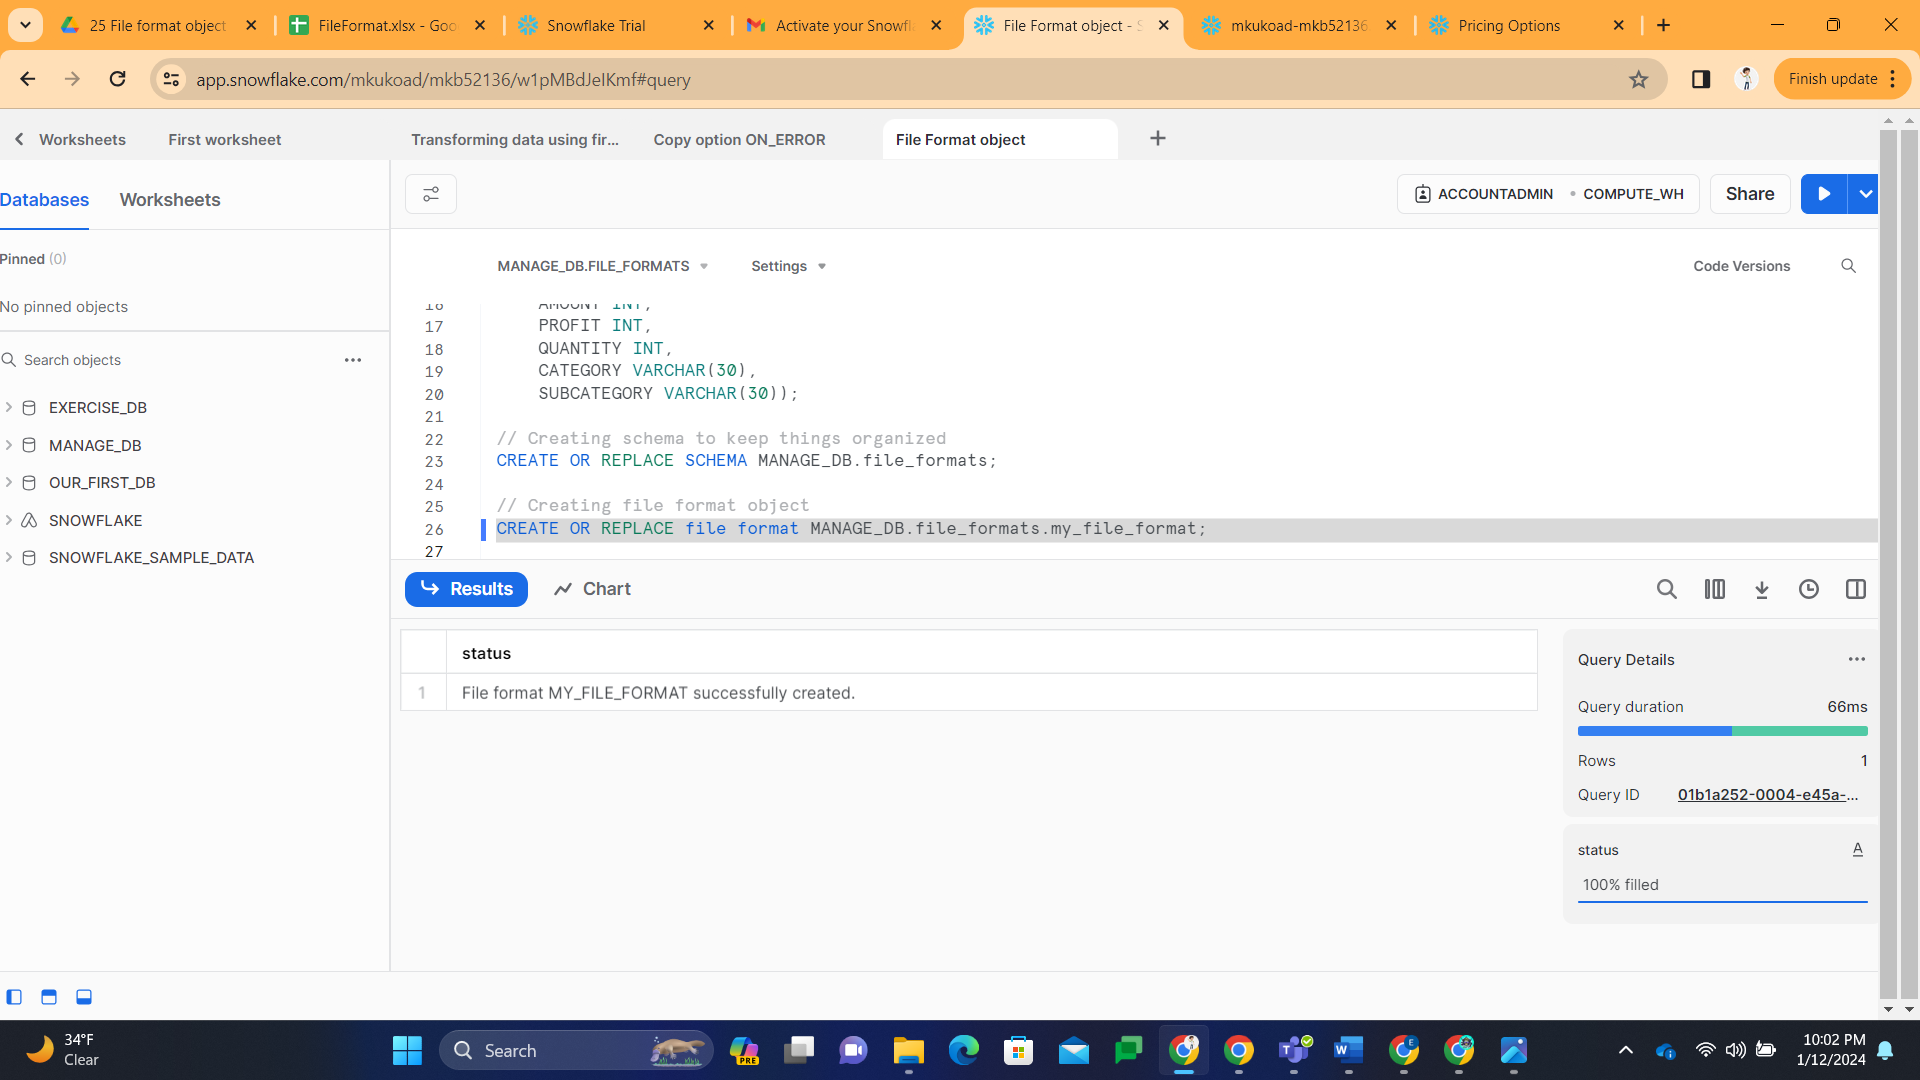 25 File format object
FileFormat.xlsx - Goo
Snowflake Trial
Activate your Snowfl
File Format object - S
mkukoad-mkb52136
Pricing Options
app.snowflake.com/mkukoad/mkb52136/w1pMBdJeIKmf#query
Finish update
Worksheets
First worksheet
Transforming data using fir...
Copy option ON_ERROR
File Format object
Databases
Worksheets
ACCOUNTADMIN • COMPUTE_WH
Share
Pinned (0)
No pinned objects
Search objects
EXERCISE_DB
MANAGE_DB
OUR_FIRST_DB
SNOWFLAKE
SNOWFLAKE_SAMPLE_DATA
MANAGE_DB.FILE_FORMATS
Settings
Code Versions
16 AMOUNT INT,
17 PROFIT INT,
18 QUANTITY INT,
19 CATEGORY VARCHAR(30),
20 SUBCATEGORY VARCHAR(30));
21
22 // Creating schema to keep things organized
23 CREATE OR REPLACE SCHEMA MANAGE_DB.file_formats;
24
25 // Creating file format object
26 CREATE OR REPLACE file format MANAGE_DB.file_formats.my_file_format;
27
Results
Chart
status
1 File format MY_FILE_FORMAT successfully created.
Query Details
Query duration 66ms
Rows 1
Query ID 01b1a252-0004-e45a-...
status A
100% filled
34°F
Clear
Search
PRE
10:02 PM
1/12/2024